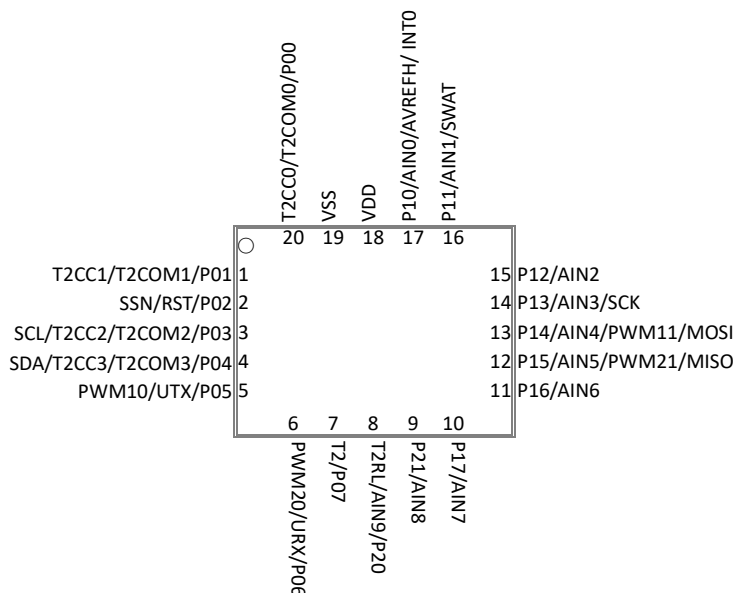 T2CC0/T2COM0/P00
VSS
VDD
P10/AIN0/AVREFH/ INT0
P11/AIN1/SWAT
20 19 18 17 16
T2CC1/T2COM1/P01 1
15 P12/AIN2
SSN/RST/P02 2
14 P13/AIN3/SCK
SCL/T2CC2/T2COM2/P03 3
13 P14/AIN4/PWM11/MOSI
SDA/T2CC3/T2COM3/P04 4
12 P15/AIN5/PWM21/MISO
PWM10/UTX/P05 5
11 P16/AIN6
6 7 8 9 10
PWM20/URX/P06
T2/P07
T2RL/AIN9/P20
P21/AIN8
P17/AIN7